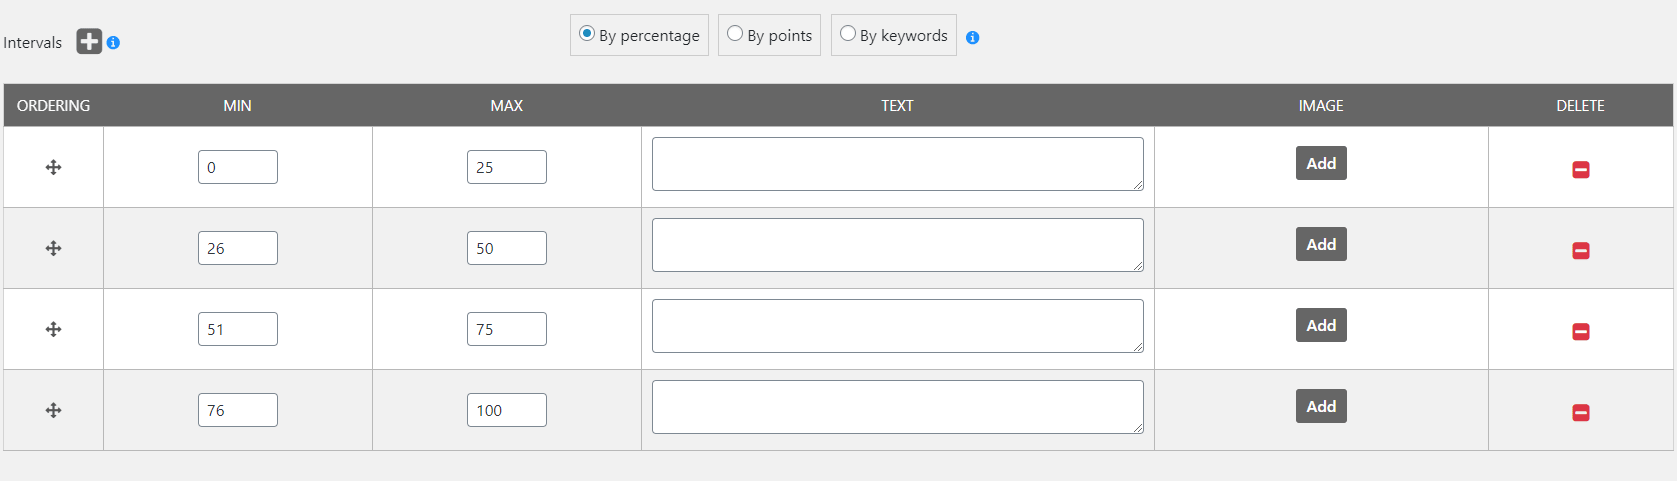 Intervals By percentage By points By keywords
ORDERING MIN MAX TEXT IMAGE DELETE
0 25 Add
26 50 Add
51 75 Add
76 100 Add